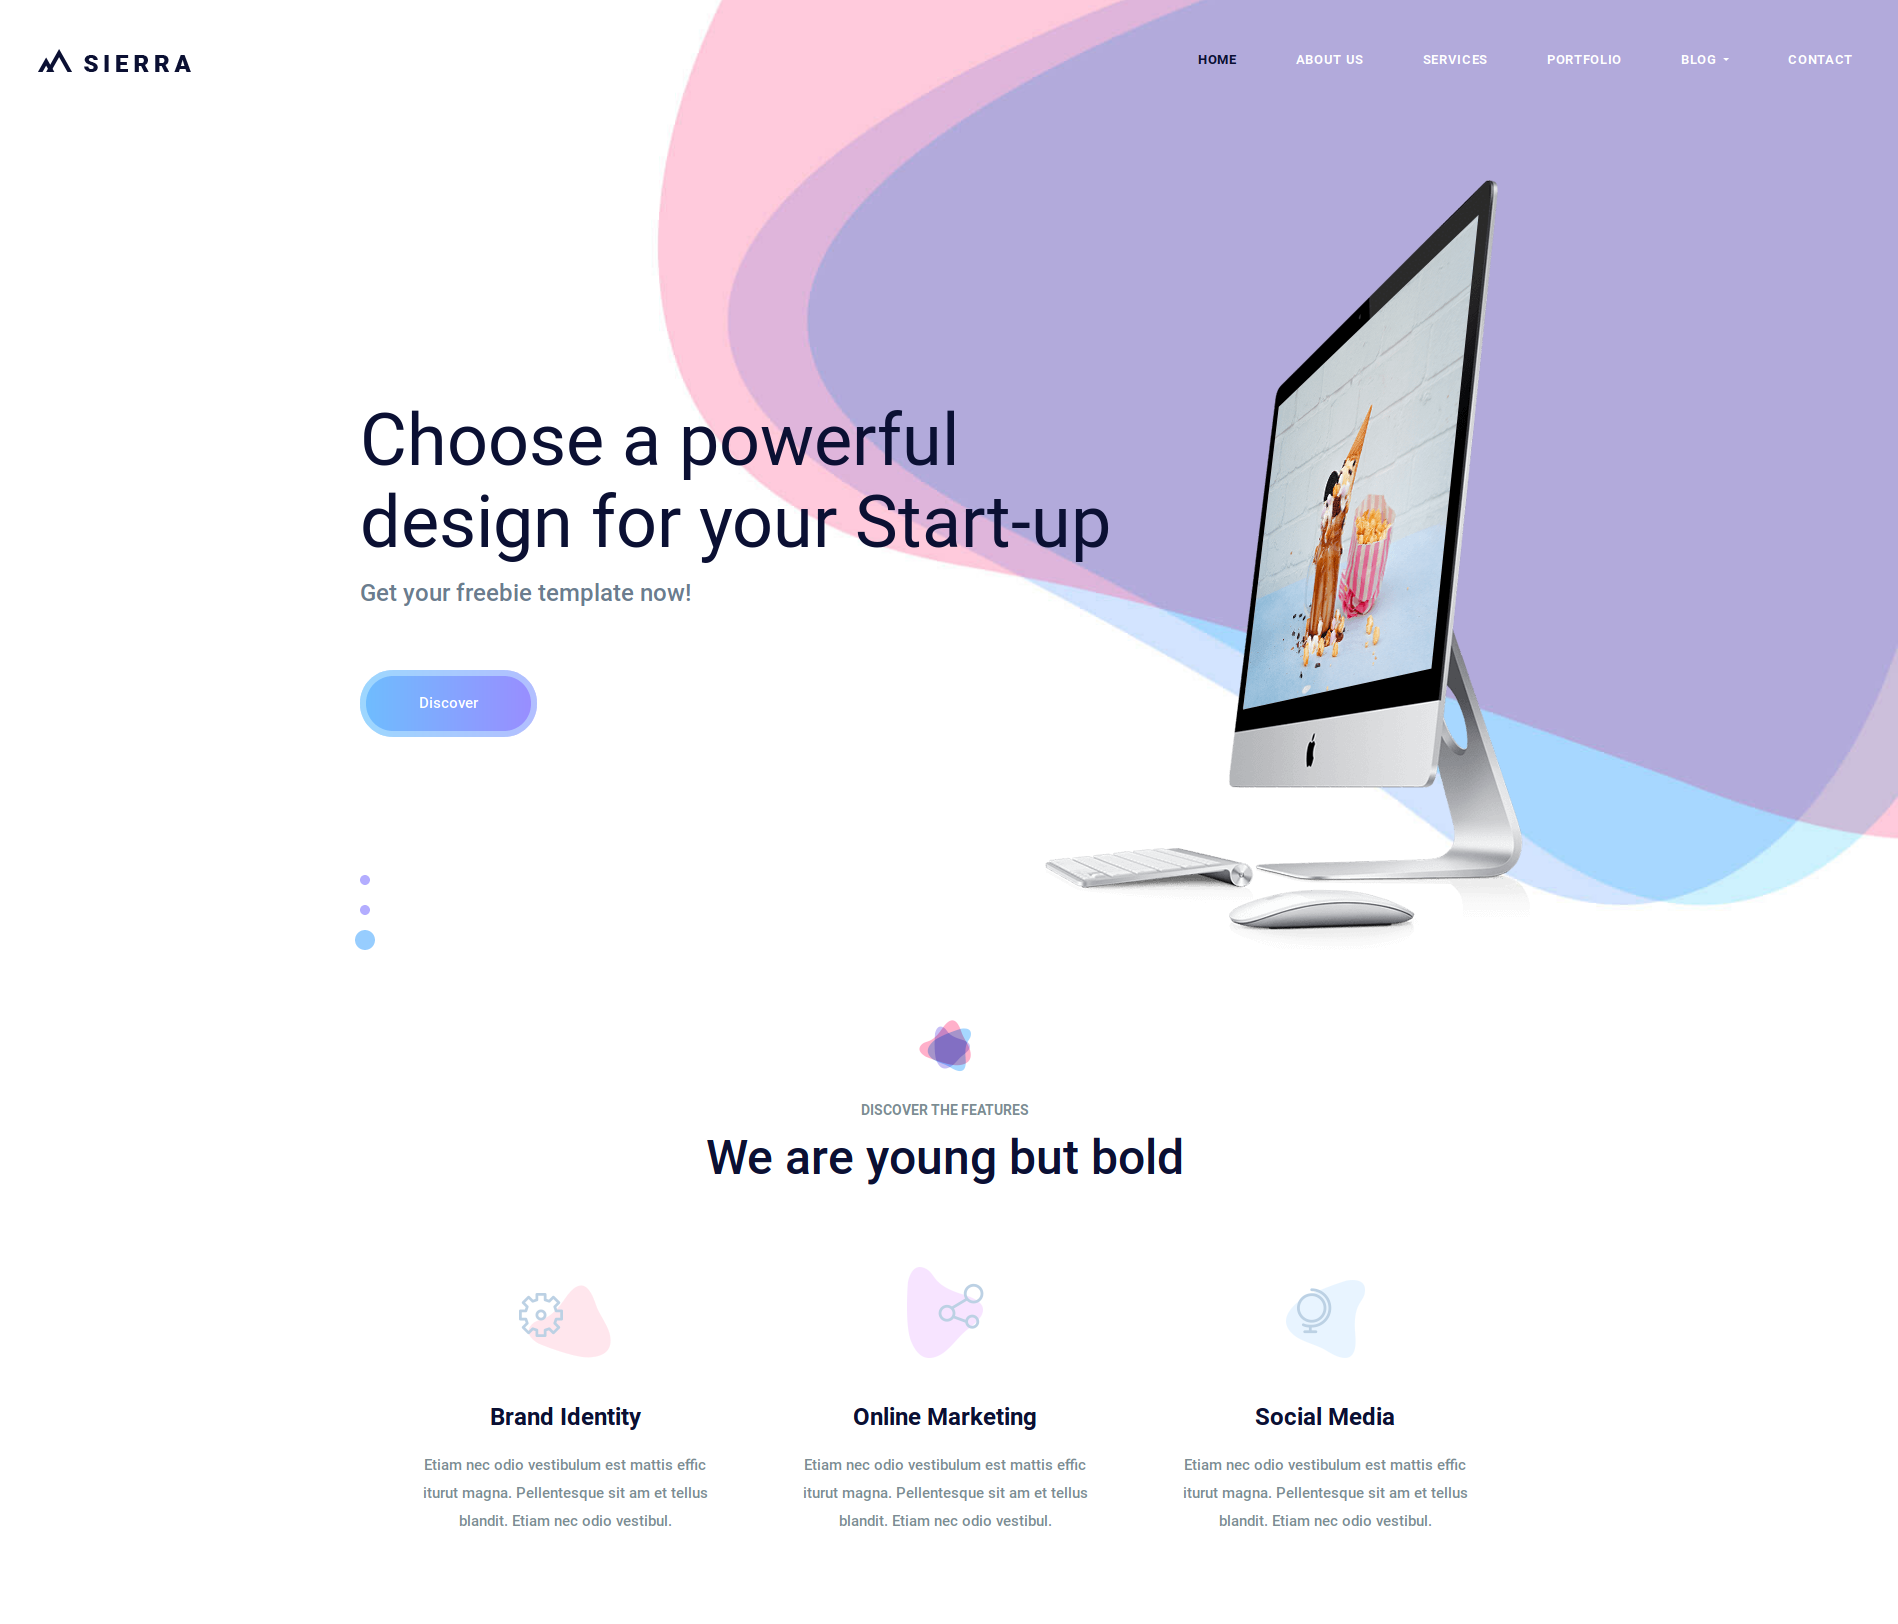 SIERRA
HOME ABOUT US SERVICES PORTFOLIO BLOG CONTACT
Choose a powerful
design for your Start-up
Get your freebie template now!
Discover
DISCOVER THE FEATURES
We are young but bold
Brand Identity
Etiam nec odio vestibulum est mattis effic
iturut magna. Pellentesque sit am et tellus
blandit. Etiam nec odio vestibul.
Online Marketing
Etiam nec odio vestibulum est mattis effic
iturut magna. Pellentesque sit am et tellus
blandit. Etiam nec odio vestibul.
Social Media
Etiam nec odio vestibulum est mattis effic
iturut magna. Pellentesque sit am et tellus
blandit. Etiam nec odio vestibul.